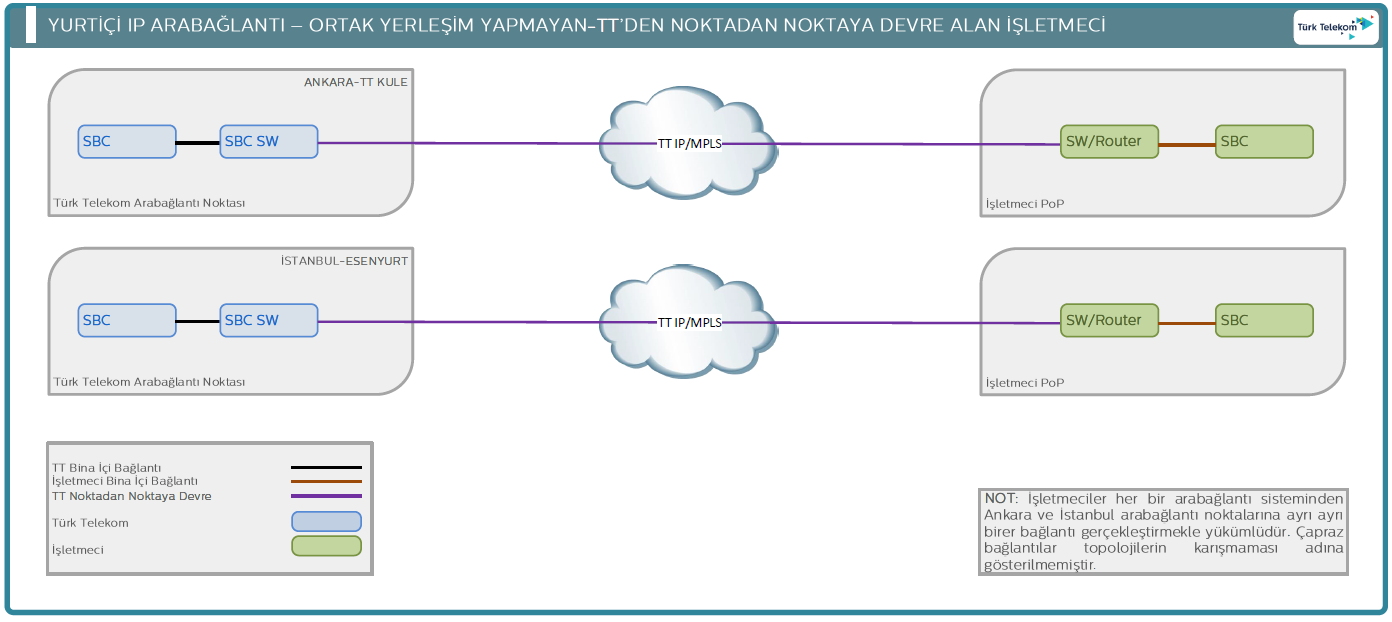 YURTİÇİ IP ARABAĞLANTI – ORTAK YERLEŞİM YAPMAYAN-TT'DEN NOKTADAN NOKTAYA DEVRE ALAN İŞLETMECİ
Türk Telekom
ANKARA-TT KULE
SBC
SBC SW
TT IP/MPLS
SW/Router
SBC
Türk Telekom Arabağlantı Noktası
İşletmeci PoP
İSTANBUL-ESENYURT
SBC
SBC SW
TT IP/MPLS
SW/Router
SBC
Türk Telekom Arabağlantı Noktası
İşletmeci PoP
TT Bina İçi Bağlantı
İşletmeci Bina İçi Bağlantı
TT Noktadan Noktaya Devre
Türk Telekom
İşletmeci
NOT: İşletmeciler her bir arabağlantı sisteminden
Ankara ve İstanbul arabağlantı noktalarına ayrı ayrı
birer bağlantı gerçekleştirmekle yükümlüdür. Çapraz
bağlantılar topolojilerin karışmaması adına
gösterilmemiştir.